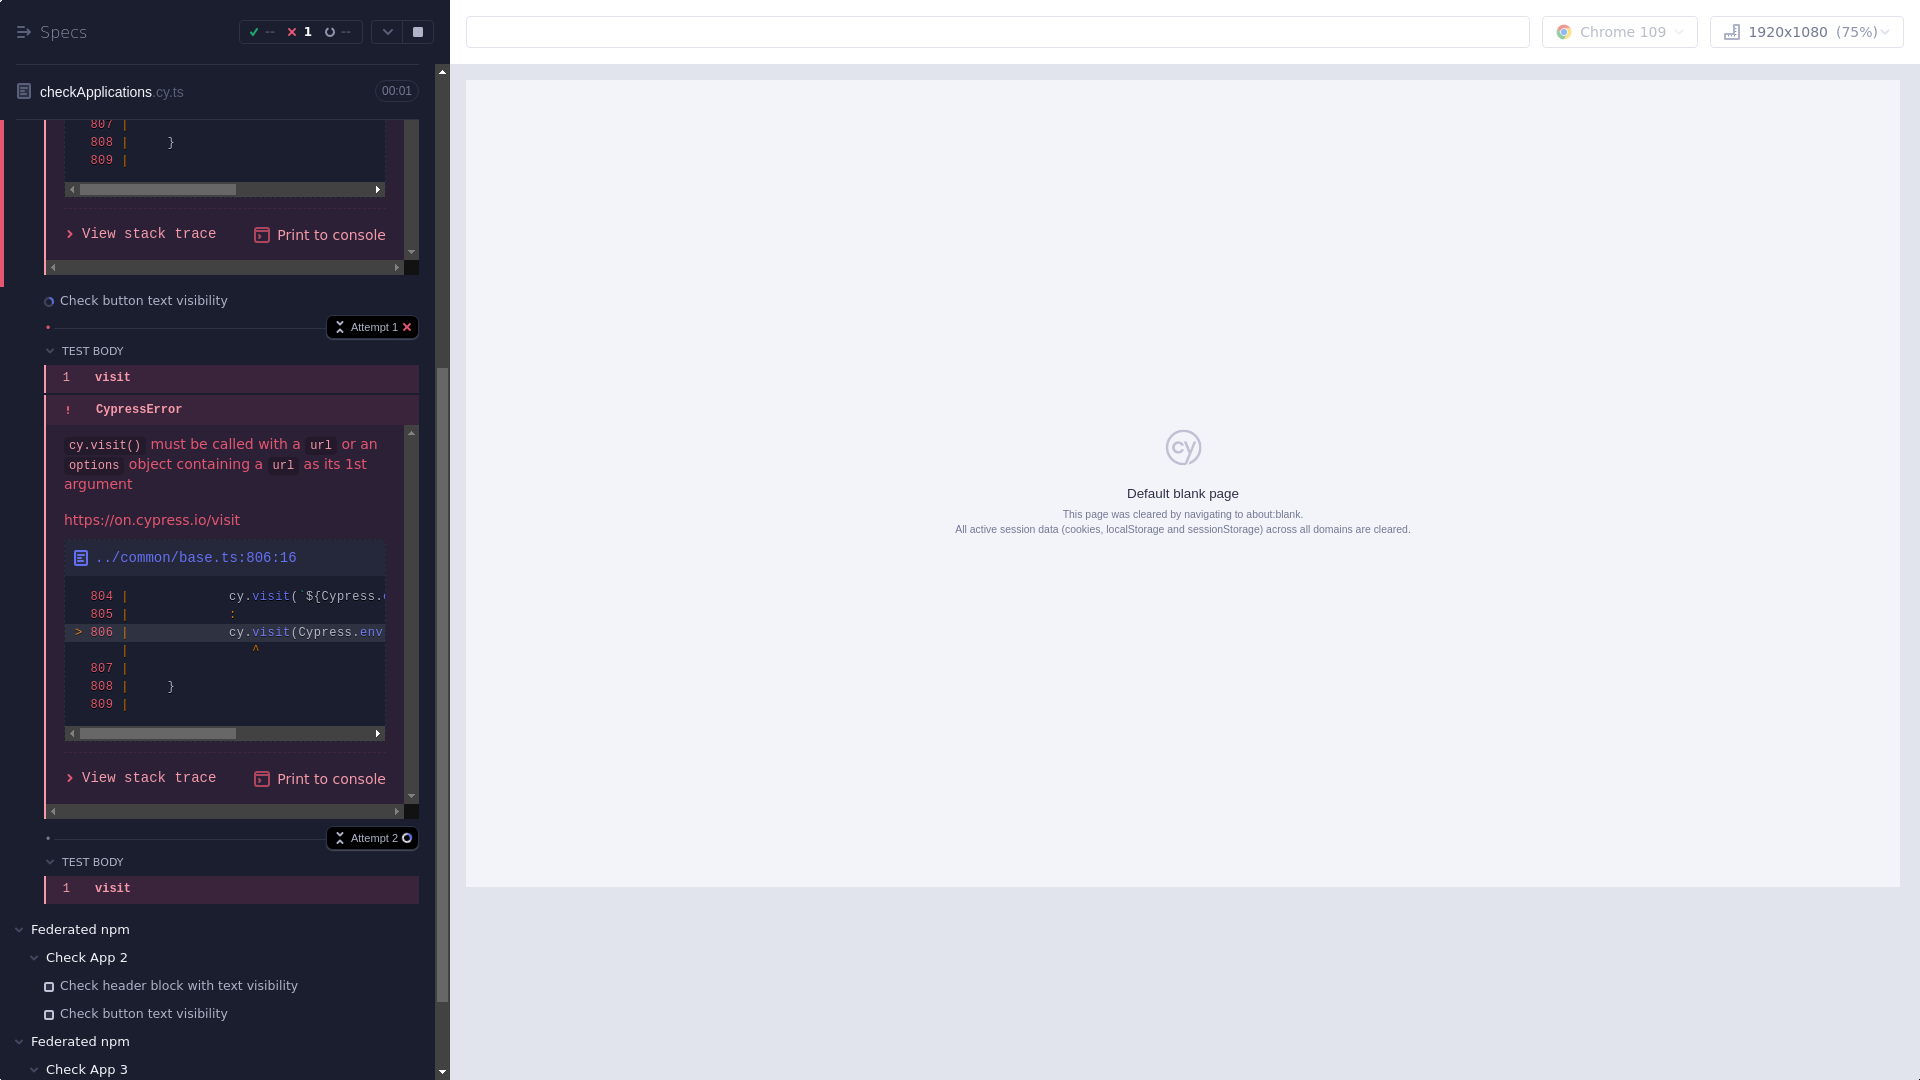 Specs
-- 1 --
Chrome 109
1920x1080 (75%)
checkApplications.cy.ts
00:01
807 |
808 | }
809 |
View stack trace
Print to console
Check button text visibility
Attempt 1
TEST BODY
1 visit
! CypressError
cy.visit() must be called with a url or an
options object containing a url as its 1st
argument
https://on.cypress.io/visit
../common/base.ts:806:16
804 | cy.visit(`${Cypress.
805 | :
> 806 | cy.visit(Cypress.env
| ^
807 |
808 | }
809 |
View stack trace
Print to console
Attempt 2
TEST BODY
1 visit
Federated npm
Check App 2
Check header block with text visibility
Check button text visibility
Federated npm
Check App 3
cy
Default blank page
This page was cleared by navigating to about:blank.
All active session data (cookies, localStorage and sessionStorage) across all domains are cleared.